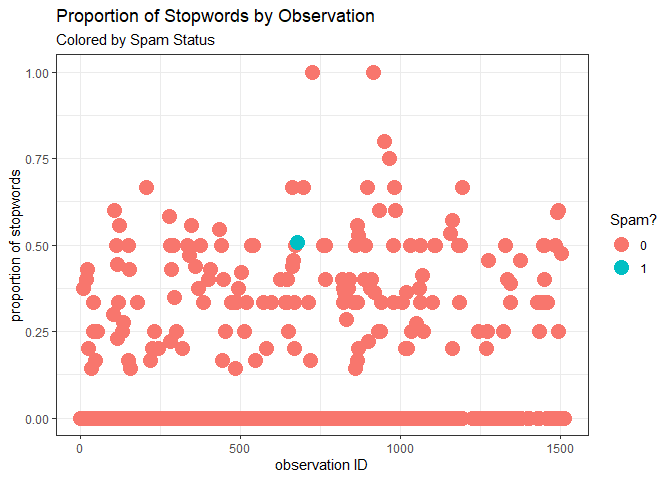 Proportion of Stopwords by Observation
Colored by Spam Status
proportion of stopwords
1.00
0.75
0.50
0.25
0.00
0
500
1000
1500
observation ID
Spam?
0
1